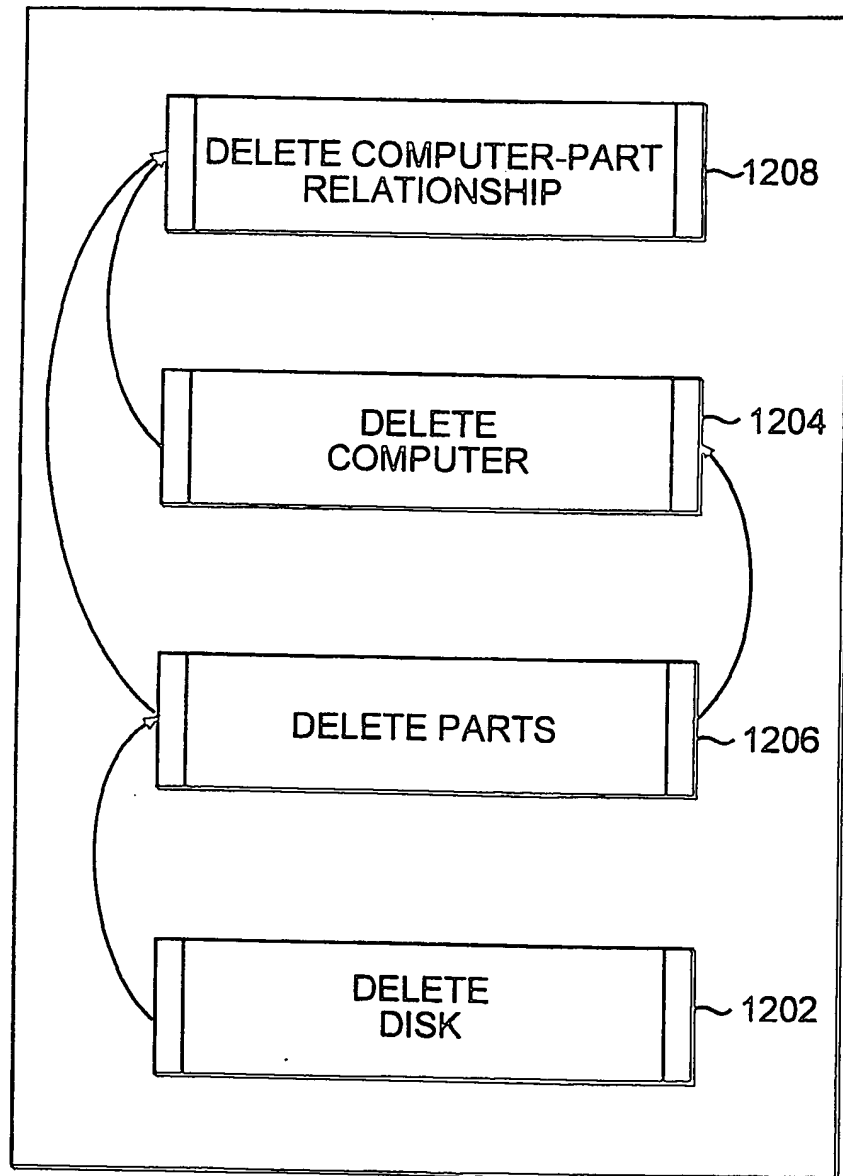 DELETE COMPUTER-PART
RELATIONSHIP
1208
DELETE
COMPUTER
1204
DELETE PARTS
1206
DELETE
DISK
1202